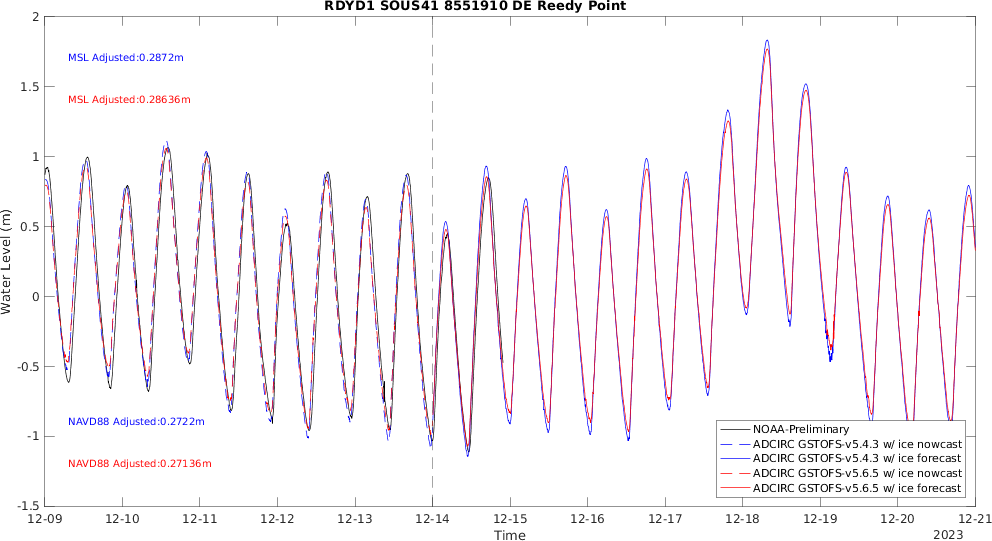 RDYD1 SOUS41 8551910 DE Reedy Point
2
1.5
1
0.5
0
-0.5
-1
-1.5
Water Level (m)
MSL Adjusted:0.2872m
MSL Adjusted:0.28636m
NAVD88 Adjusted:0.2722m
NAVD88 Adjusted:0.27136m
NOAA-Preliminary
ADCIRC GSTOFS-v5.4.3 w/ ice nowcast
ADCIRC GSTOFS-v5.4.3 w/ ice forecast
ADCIRC GSTOFS-v5.6.5 w/ ice nowcast
ADCIRC GSTOFS-v5.6.5 w/ ice forecast
12-09 12-10 12-11 12-12 12-13 12-14 12-15 12-16 12-17 12-18 12-19 12-20 12-21
Time
2023